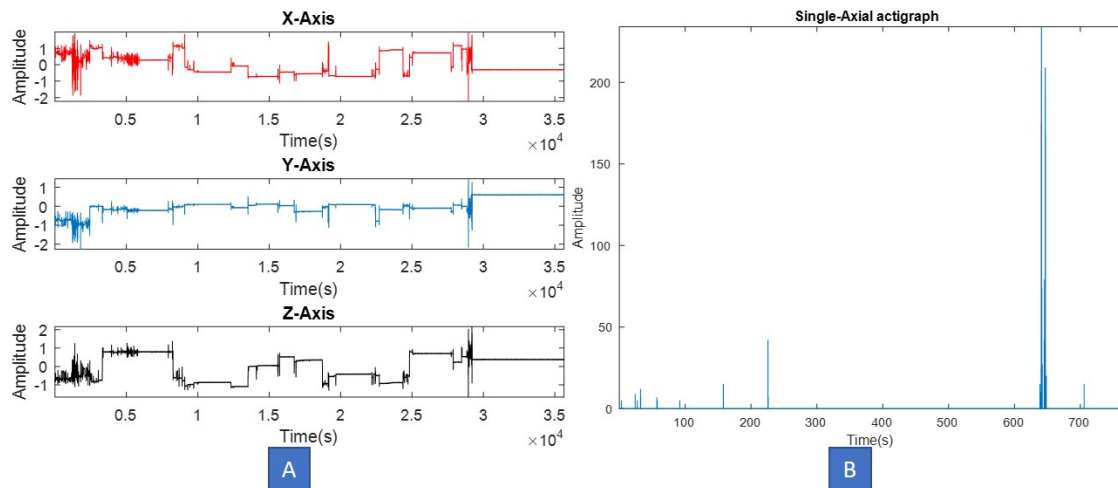 X-Axis
1
0
-1
-2
Amplitude
0.5 1 1.5 2 2.5 3 3.5
Time(s)
×10⁴
Y-Axis
1
0
-1
-2
Amplitude
0.5 1 1.5 2 2.5 3 3.5
Time(s)
×10⁴
Z-Axis
2
1
0
-1
Amplitude
0.5 1 1.5 2 2.5 3 3.5
Time(s)
×10⁴
A
Single-Axial actigraph
200
150
100
50
0
Amplitude
100 200 300 400 500 600 700
Time(s)
B